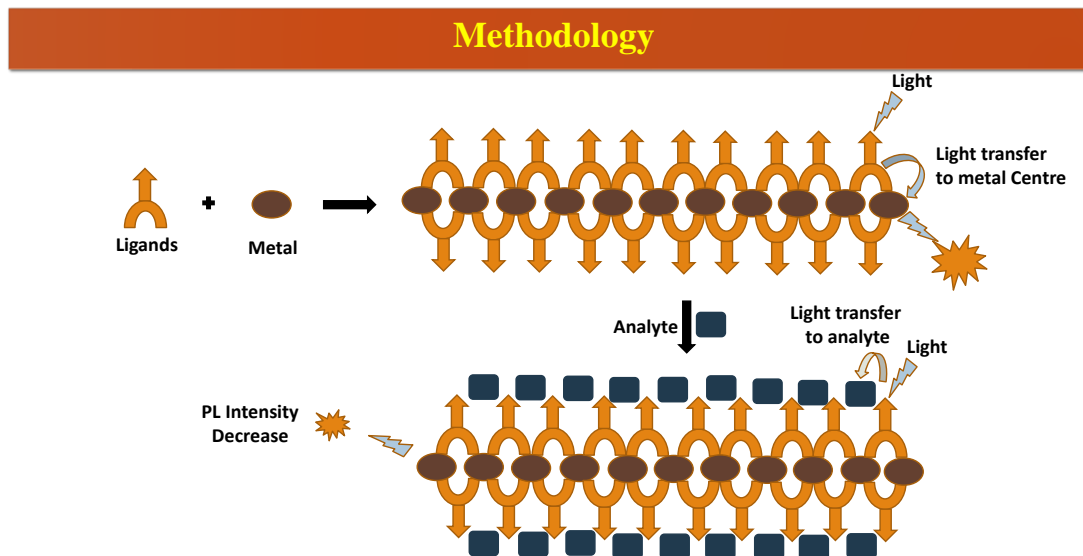 Methodology
Light
Light transfer
to metal Centre
Ligands
+
Metal
Analyte
Light transfer
to analyte
Light
PL Intensity
Decrease